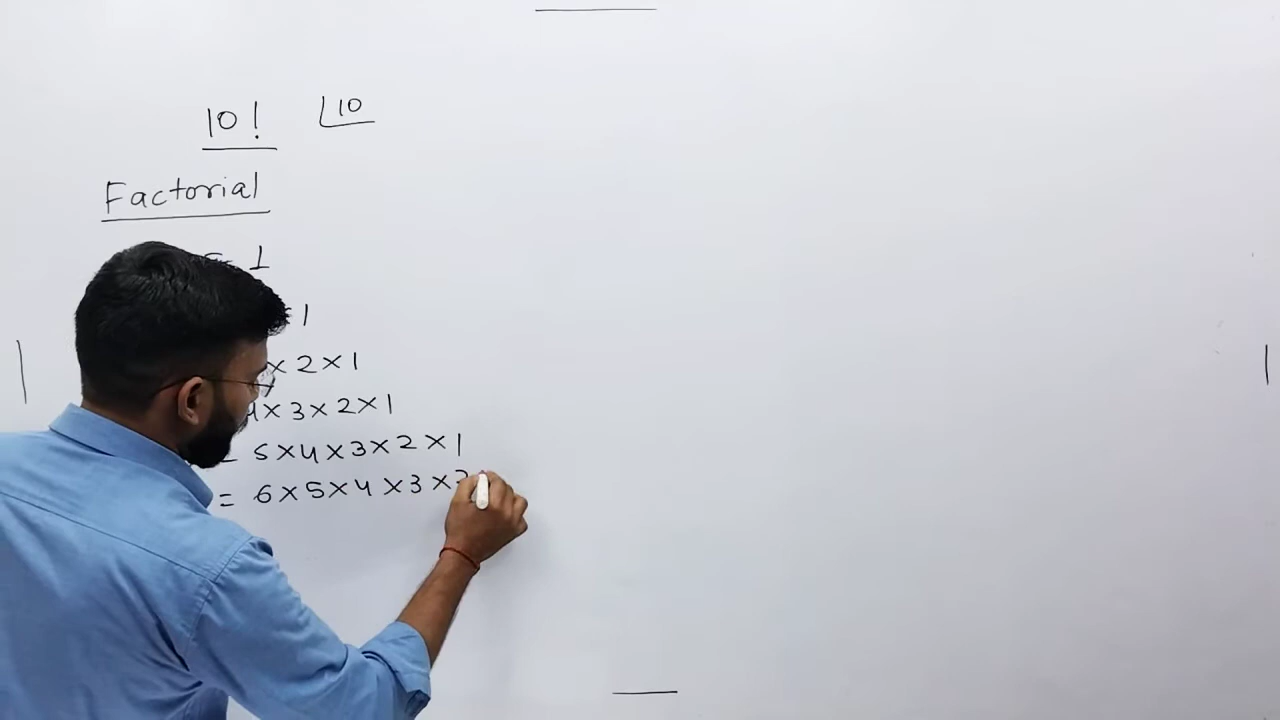 10! ⌊10
Factorial
= 1
= 1
× 2 × 1
4 × 3 × 2 × 1
= 5 × 4 × 3 × 2 × 1
= 6 × 5 × 4 × 3 × 2